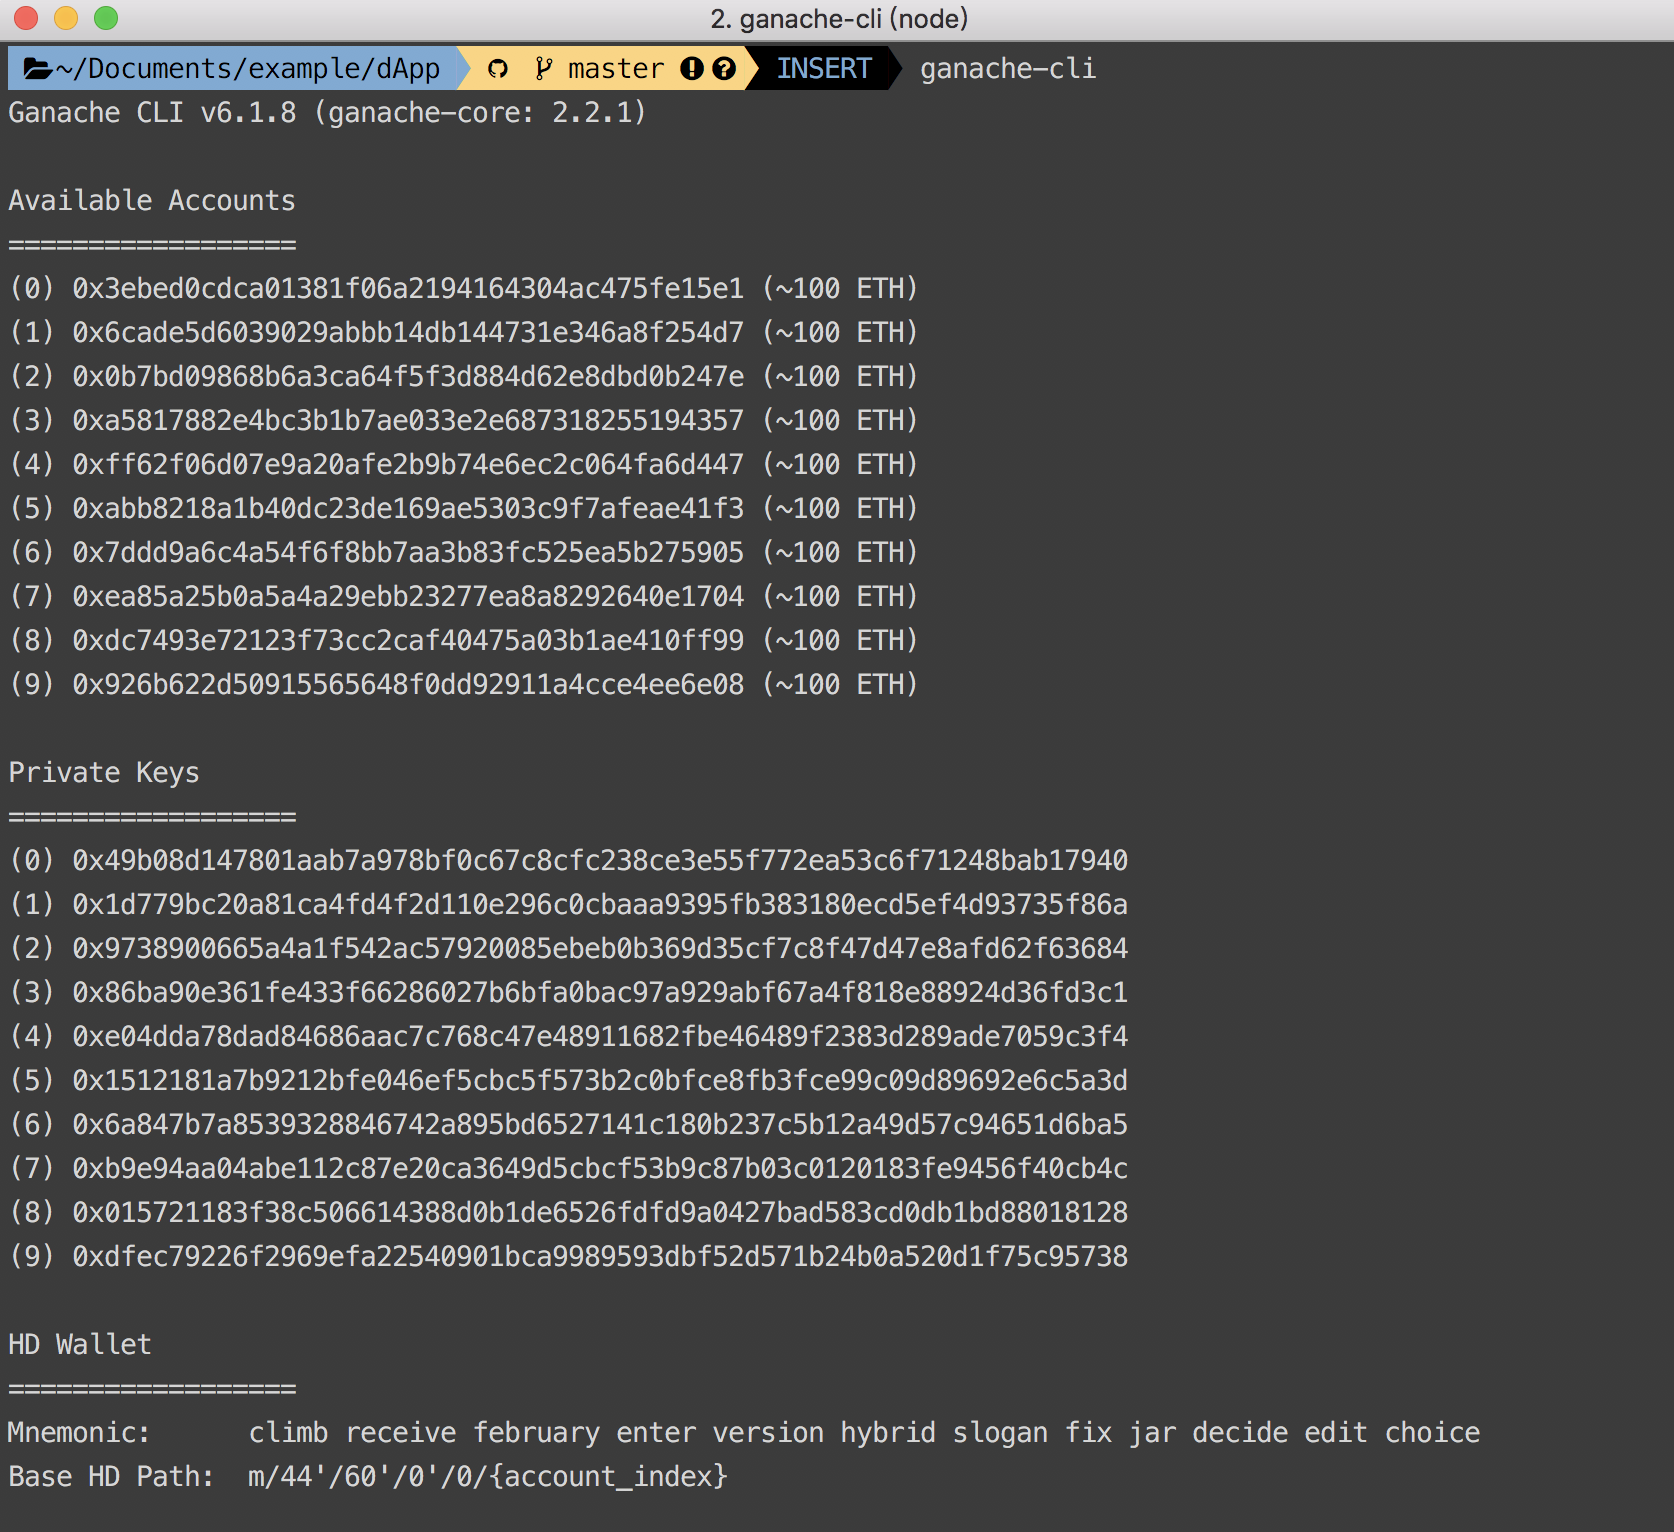 2. ganache-cli (node)
~/Documents/example/dApp master INSERT ganache-cli
Ganache CLI v6.1.8 (ganache-core: 2.2.1)
Available Accounts
==================
(0) 0x3ebed0cdca01381f06a2194164304ac475fe15e1 (~100 ETH)
(1) 0x6cade5d6039029abbb14db144731e346a8f254d7 (~100 ETH)
(2) 0x0b7bd09868b6a3ca64f5f3d884d62e8dbd0b247e (~100 ETH)
(3) 0xa5817882e4bc3b1b7ae033e2e687318255194357 (~100 ETH)
(4) 0xff62f06d07e9a20afe2b9b74e6ec2c064fa6d447 (~100 ETH)
(5) 0xabb8218a1b40dc23de169ae5303c9f7afeae41f3 (~100 ETH)
(6) 0x7ddd9a6c4a54f6f8bb7aa3b83fc525ea5b275905 (~100 ETH)
(7) 0xea85a25b0a5a4a29ebb23277ea8a8292640e1704 (~100 ETH)
(8) 0xdc7493e72123f73cc2caf40475a03b1ae410ff99 (~100 ETH)
(9) 0x926b622d50915565648f0dd92911a4cce4ee6e08 (~100 ETH)
Private Keys
==================
(0) 0x49b08d147801aab7a978bf0c67c8cfc238ce3e55f772ea53c6f71248bab17940
(1) 0x1d779bc20a81ca4fd4f2d110e296c0cbaaa9395fb383180ecd5ef4d93735f86a
(2) 0x9738900665a4a1f542ac57920085ebeb0b369d35cf7c8f47d47e8afd62f63684
(3) 0x86ba90e361fe433f66286027b6bfa0bac97a929abf67a4f818e88924d36fd3c1
(4) 0xe04dda78dad84686aac7c768c47e48911682fbe46489f2383d289ade7059c3f4
(5) 0x1512181a7b9212bfe046ef5cbc5f573b2c0bfce8fb3fce99c09d89692e6c5a3d
(6) 0x6a847b7a8539328846742a895bd6527141c180b237c5b12a49d57c94651d6ba5
(7) 0xb9e94aa04abe112c87e20ca3649d5cbcf53b9c87b03c0120183fe9456f40cb4c
(8) 0x015721183f38c506614388d0b1de6526fdfd9a0427bad583cd0db1bd88018128
(9) 0xdfec79226f2969efa22540901bca9989593dbf52d571b24b0a520d1f75c95738
HD Wallet
==================
Mnemonic:      climb receive february enter version hybrid slogan fix jar decide edit choice
Base HD Path:  m/44'/60'/0'/0/{account_index}